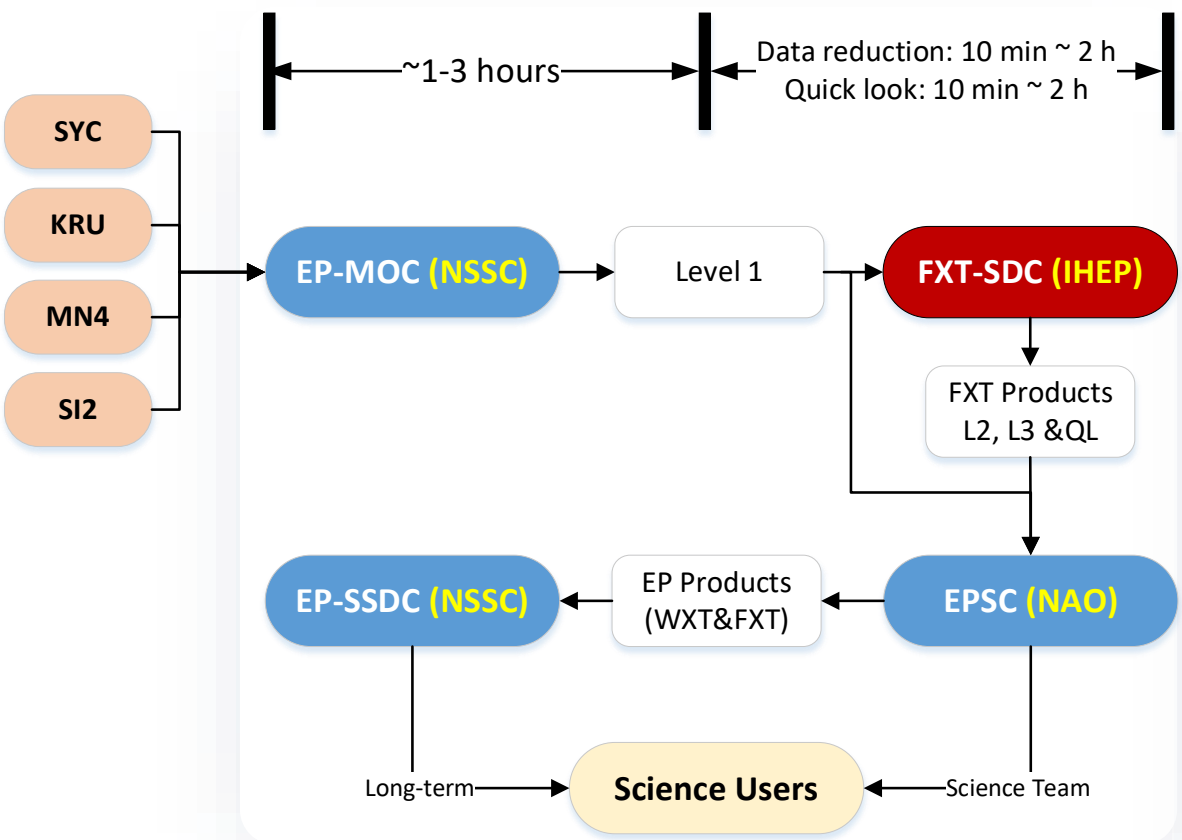 ~1-3 hours
Data reduction: 10 min ~ 2 h
Quick look: 10 min ~ 2 h
SYC
KRU
MN4
SI2
EP-MOC (NSSC)
Level 1
FXT-SDC (IHEP)
FXT Products
L2, L3 &QL
EP-SSDC (NSSC)
EP Products
(WXT&FXT)
EPSC (NAO)
Long-term
Science Users
Science Team